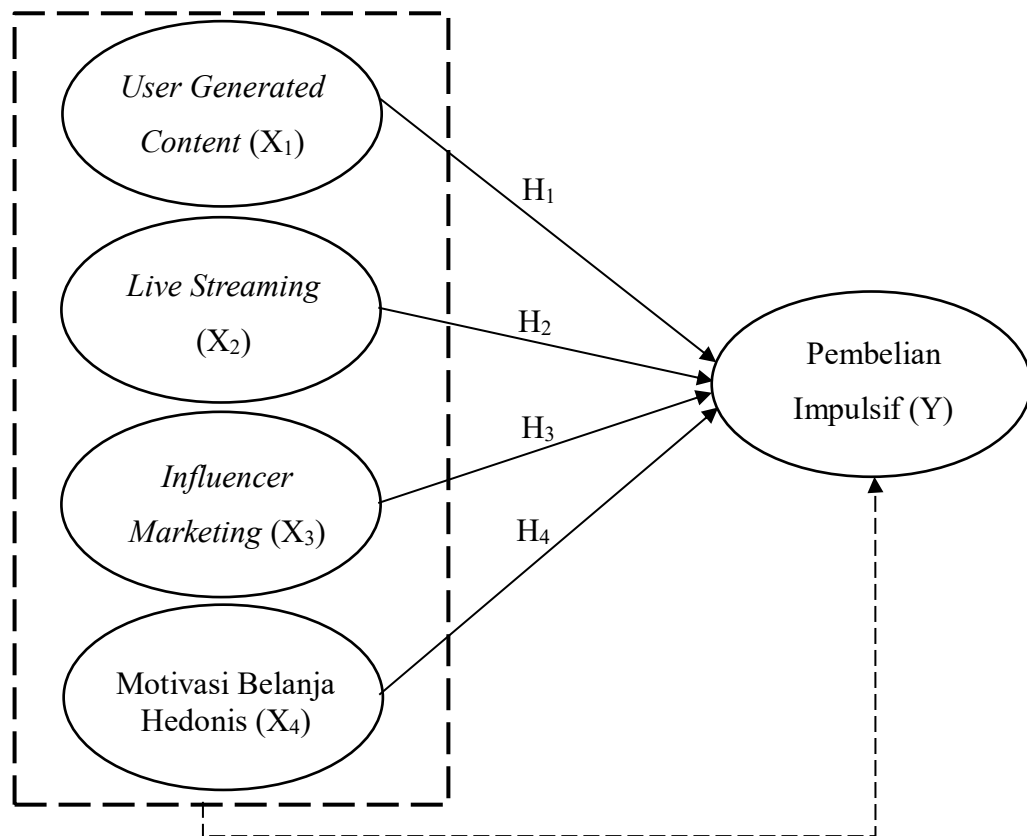 User Generated
Content (X₁)
H₁
Live Streaming
(X₂)
H₂
Pembelian
Impulsif (Y)
Influencer
Marketing (X₃)
H₃
H₄
Motivasi Belanja
Hedonis (X₄)